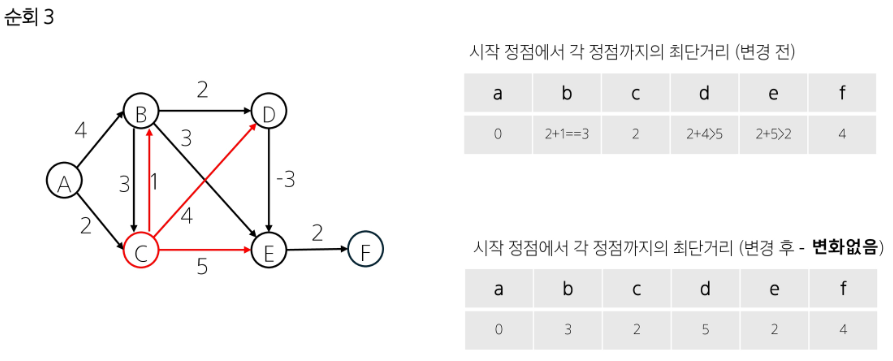 순회 3
시작 정점에서 각 정점까지의 최단거리 (변경 전)
a b c d e f
0 2+1==3 2 2+4>5 2+5>2 4
시작 정점에서 각 정점까지의 최단거리 (변경 후 - 변화없음)
a b c d e f
0 3 2 5 2 4
2
B D
4 3
A 3 1 -3
2 4
C E 2 F
5